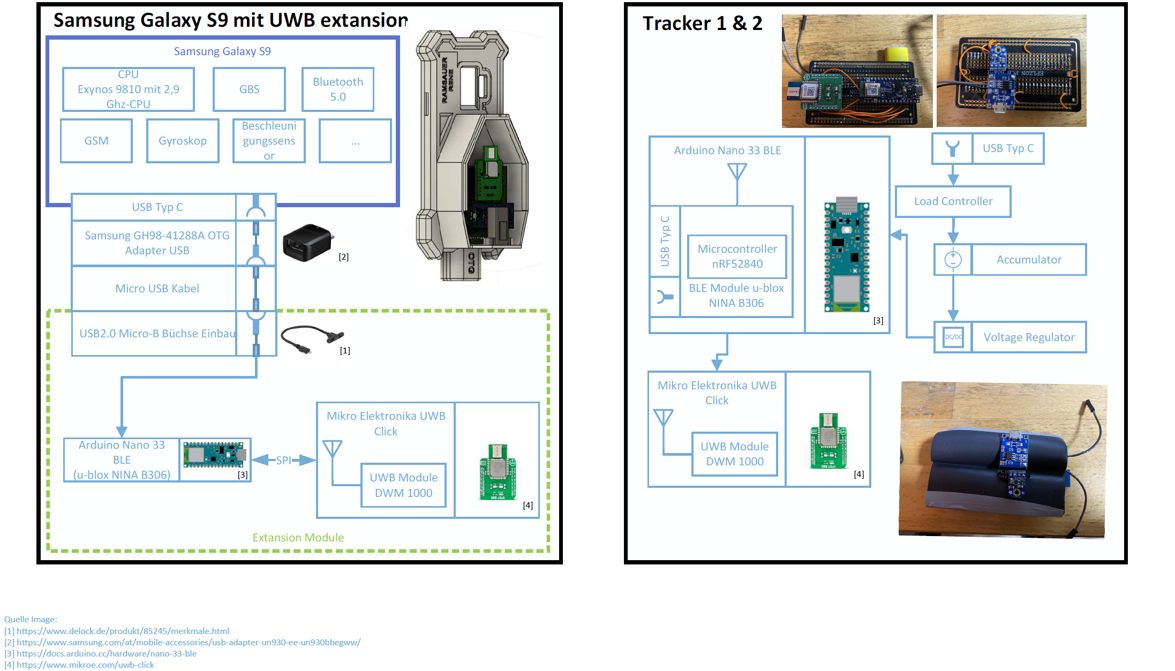 Samsung Galaxy S9 mit UWB extansion
Samsung Galaxy S9
CPU
Exynos 9810 mit 2,9
Ghz-CPU
GBS
Bluetooth
5.0
GSM
Gyroskop
Beschleuni
gungssens
or
...
RAMSAUER
RENE
OTG
USB Typ C
Samsung GH98-41288A OTG
Adapter USB
[2]
Micro USB Kabel
USB2.0 Micro-B Büchse Einbau
[1]
Arduino Nano 33
BLE
(u-blox NINA B306)
[3]
SPI
Mikro Elektronika UWB
Click
UWB Module
DWM 1000
[4]
Extansion Module
Tracker 1 & 2
Arduino Nano 33 BLE
USB Typ C
Microcontroller
nRF52840
BLE Module u-blox
NINA B306
[3]
USB Typ C
Load Controller
Accumulator
DC/DC
Voltage Regulator
Mikro Elektronika UWB
Click
UWB Module
DWM 1000
[4]
Quelle Image:
[1] https://www.delock.de/produkt/85245/merkmale.html
[2] https://www.samsung.com/at/mobile-accessories/usb-adapter-un930-ee-un930bbegww/
[3] https://docs.arduino.cc/hardware/nano-33-ble
[4] https://www.mikroe.com/uwb-click